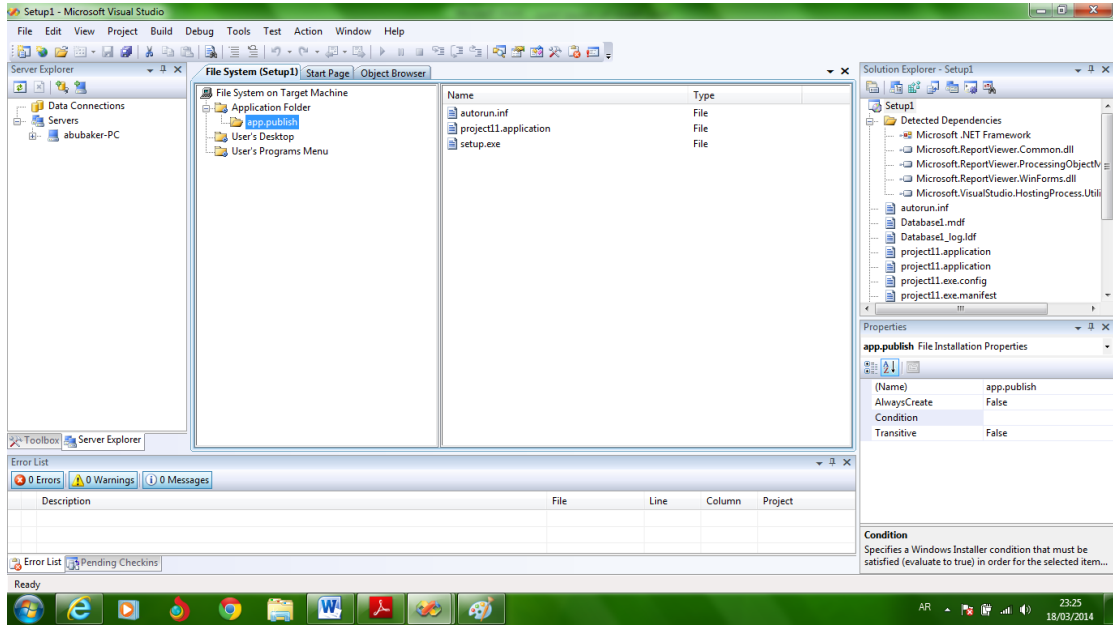 Setup1 - Microsoft Visual Studio
File Edit View Project Build Debug Tools Test Action Window Help
Server Explorer
Data Connections
Servers
abubaker-PC
Toolbox Server Explorer
File System (Setup1) Start Page Object Browser
File System on Target Machine
Application Folder
app.publish
User's Desktop
User's Programs Menu
Name Type
autorun.inf File
project11.application File
setup.exe File
Solution Explorer - Setup1
Setup1
Detected Dependencies
Microsoft .NET Framework
Microsoft.ReportViewer.Common.dll
Microsoft.ReportViewer.ProcessingObjectM
Microsoft.ReportViewer.WinForms.dll
Microsoft.VisualStudio.HostingProcess.Utili
autorun.inf
Database1.mdf
Database1_log.ldf
project11.application
project11.application
project11.exe.config
project11.exe.manifest
Properties
app.publish File Installation Properties
(Name) app.publish
AlwaysCreate False
Condition
Transitive False
Condition
Specifies a Windows Installer condition that must be
satisfied (evaluate to true) in order for the selected item...
Error List
0 Errors 0 Warnings 0 Messages
Description File Line Column Project
Error List Pending Checkins
Ready
AR 23:25
18/03/2014